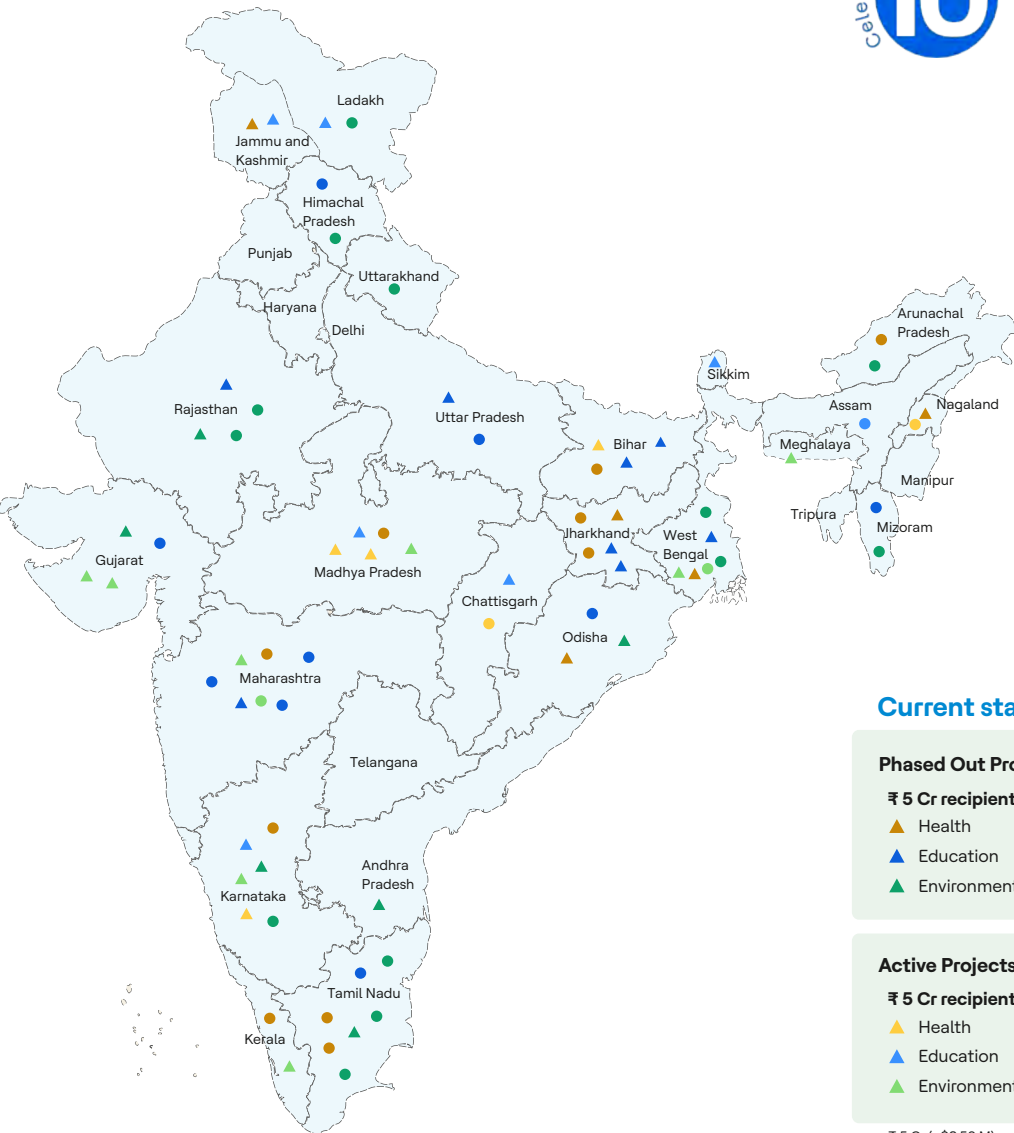 10
Cele
Ladakh
Jammu and
Kashmir
Himachal
Pradesh
Punjab
Uttarakhand
Haryana
Delhi
Arunachal
Pradesh
Sikkim
Rajasthan
Uttar Pradesh
Assam
Nagaland
Bihar
Meghalaya
Manipur
Tripura
Mizoram
Jharkhand
West
Bengal
Gujarat
Madhya Pradesh
Chattisgarh
Odisha
Maharashtra
Telangana
Andhra
Pradesh
Karnataka
Tamil Nadu
Kerala
Current sta
Phased Out Pro
₹ 5 Cr recipient
Health
Education
Environment
Active Projects
₹ 5 Cr recipient
Health
Education
Environment